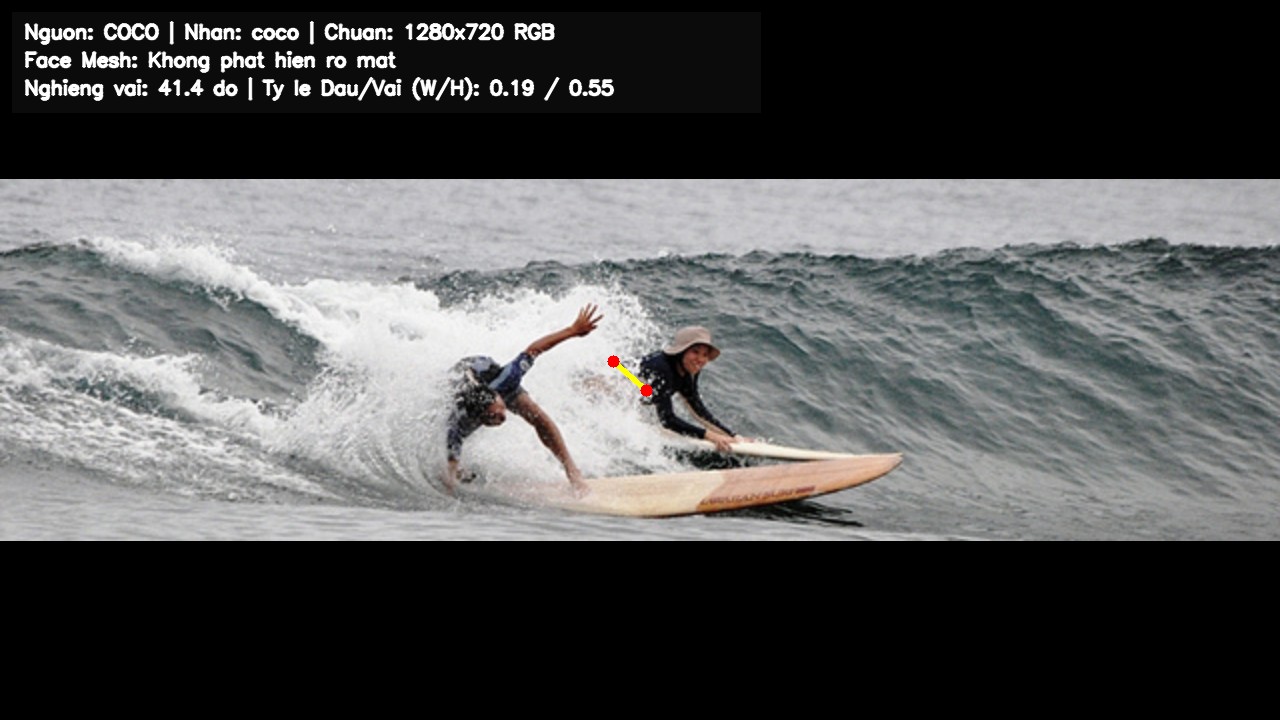 Nguon: COCO | Nhan: coco | Chuan: 1280x720 RGB
Face Mesh: Khong phat hien ro mat
Nghieng vai: 41.4 do | Ty le Dau/Vai (W/H): 0.19 / 0.55